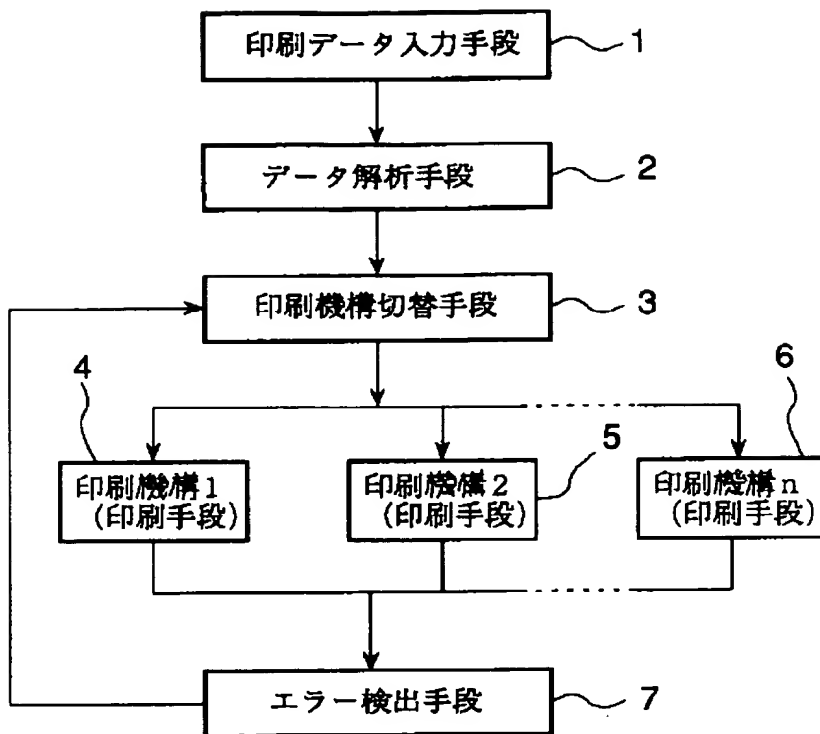 印刷データ入力手段 1
データ解析手段 2
印刷機構切替手段 3
4
5
6
印刷機構1
(印刷手段)
印刷機構2
(印刷手段)
印刷機構n
(印刷手段)
エラー検出手段 7